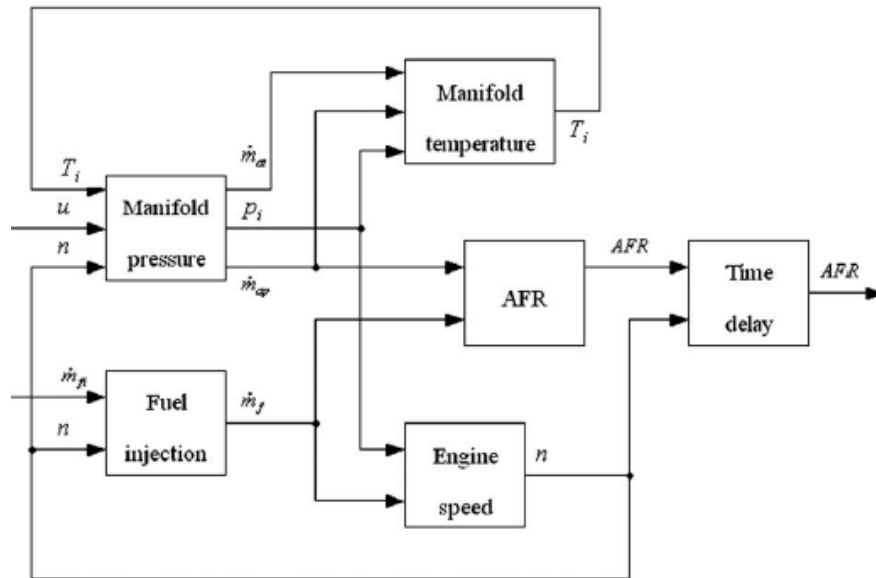 Manifold
temperature
T_i
ṁ_at
T_i
u
n
Manifold
pressure
p_i
ṁ_ap
AFR
AFR
Time
delay
AFR
ṁ_fi
n
Fuel
injection
ṁ_f
Engine
speed
n